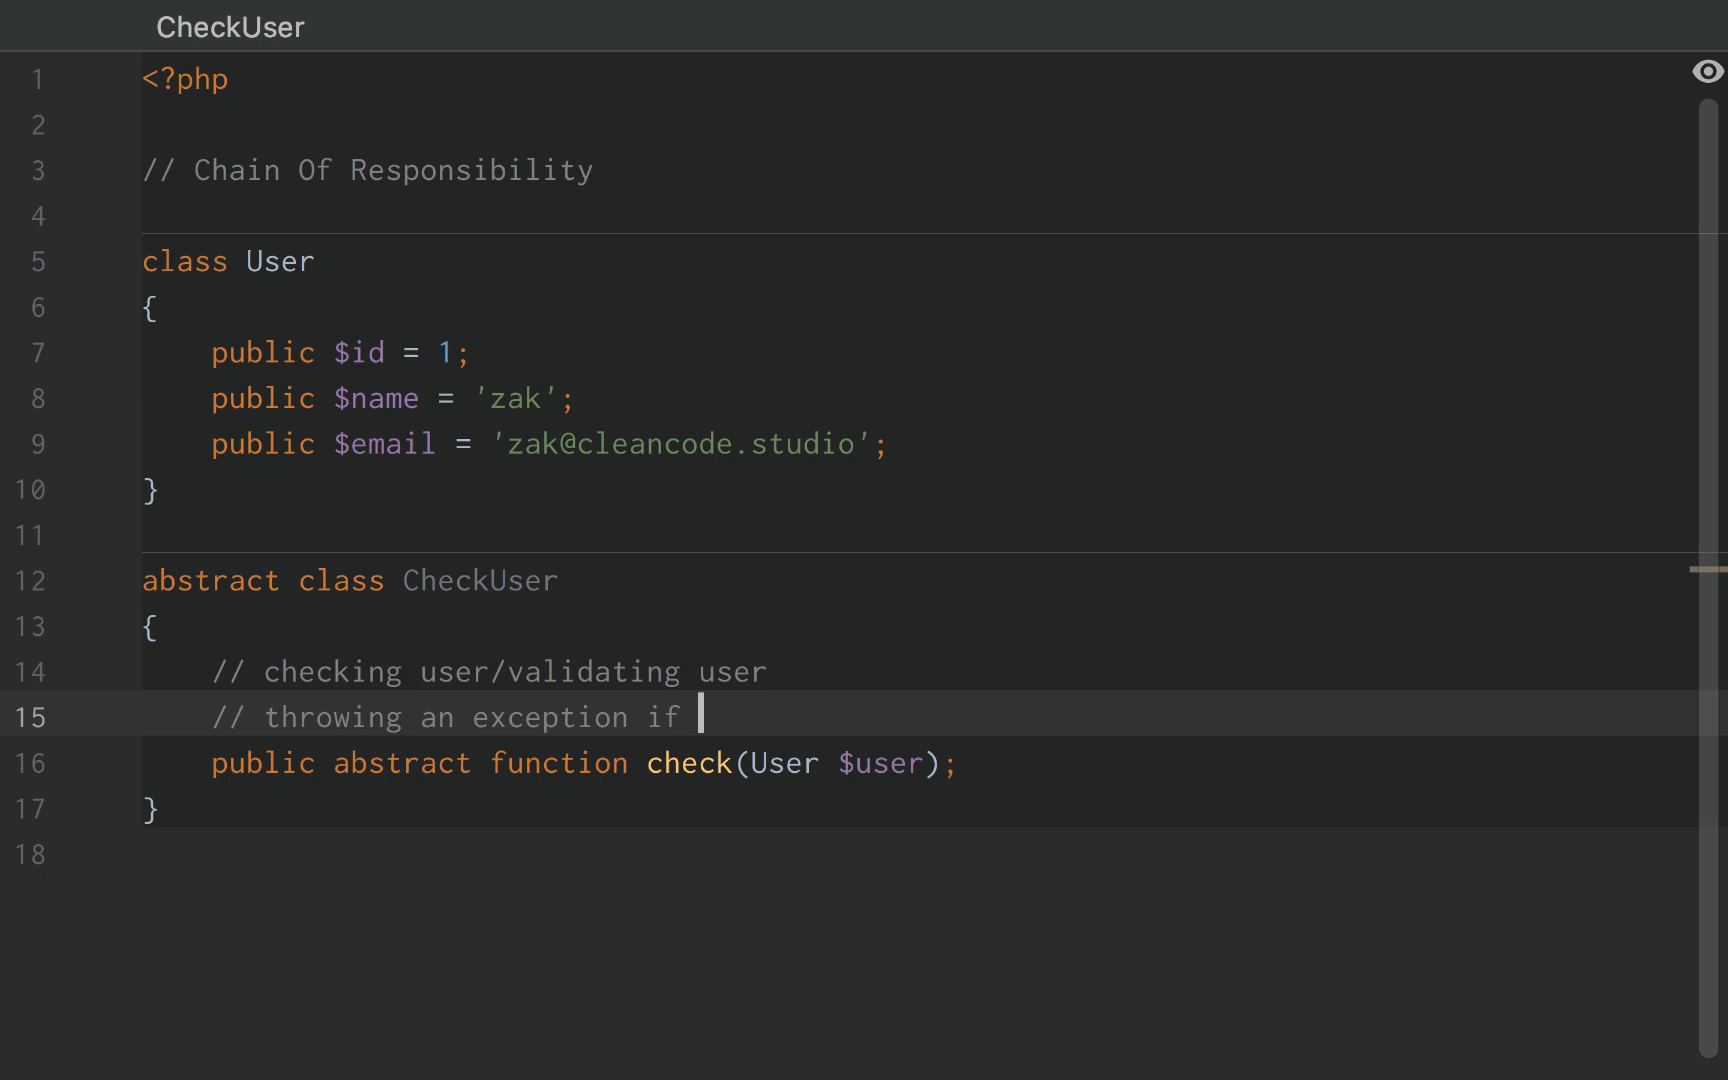 CheckUser
1 <?php
2
3 // Chain Of Responsibility
4
5 class User
6 {
7     public $id = 1;
8     public $name = 'zak';
9     public $email = 'zak@cleancode.studio';
10 }
11
12 abstract class CheckUser
13 {
14     // checking user/validating user
15     // throwing an exception if
16     public abstract function check(User $user);
17 }
18